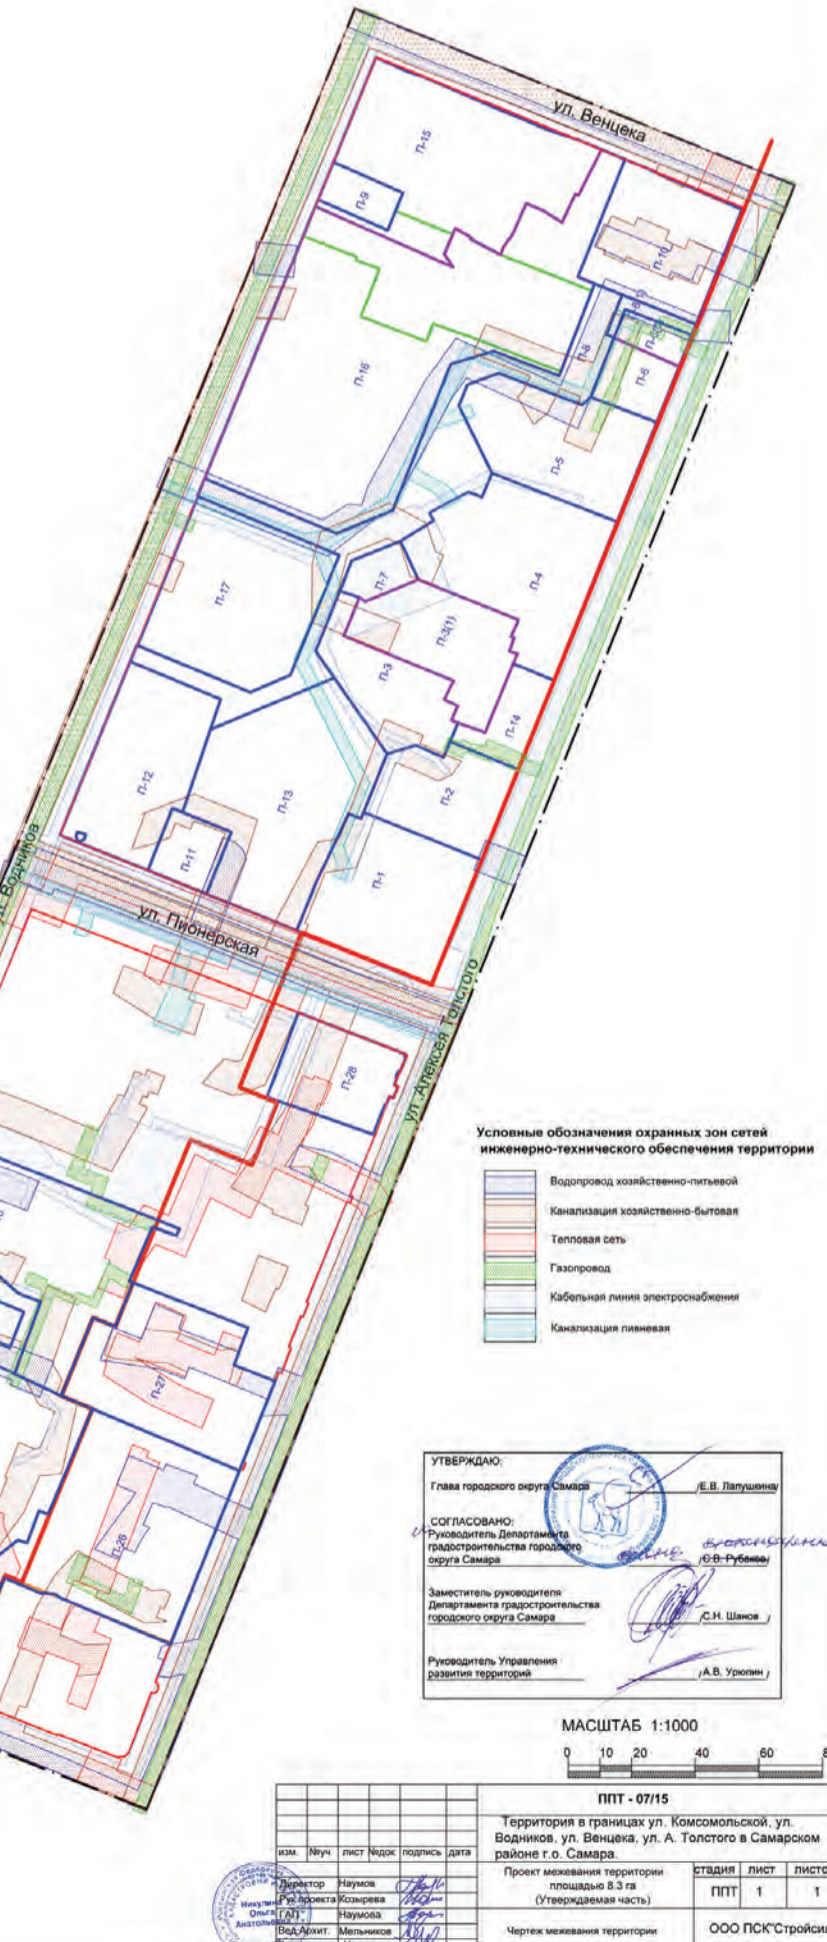 ул. Венцека
П-15
П-9
П-10
П-8
П-6
П-16
П-5
П-4
П-7
П-17
П-3(1)
П-3
П-14
П-12
П-13
П-2
П-11
П-1
Водников
ул. Пионерская
ул. Алексея Толстого
П-28
П-27
П-26
Условные обозначения охранных зон сетей
инженерно-технического обеспечения территории
Водопровод хозяйственно-питьевой
Канализация хозяйственно-бытовая
Тепловая сеть
Газопровод
Кабельная линия электроснабжения
Канализация ливневая
УТВЕРЖДАЮ:
Глава городского округа Самара /Е.В. Лапушкина/
СОГЛАСОВАНО:
Руководитель Департамента
градостроительства городского
округа Самара /С.В. Рубаков/
Заместитель руководителя
Департамента градостроительства
городского округа Самара /С.Н. Шанов /
Руководитель Управления
развития территорий /А.В. Урюпин /
МАСШТАБ 1:1000
0 10 20 40 60
ППТ - 07/15
Территория в границах ул. Комсомольской, ул.
Водников, ул. Венцека, ул. А. Толстого в Самарском
районе г.о. Самара.
изм. №уч лист №док подпись дата
Проект межевания территории
площадью 8.3 га
(Утверждаемая часть)
стадия лист листо
ППТ 1 1
Директор Наумов
Рук.проекта Козырева
ГАП Наумова
Вед.Архит. Мельников
Никулина
Ольга
Анатольевна
Чертеж межевания территории
ООО ПСК"Стройси